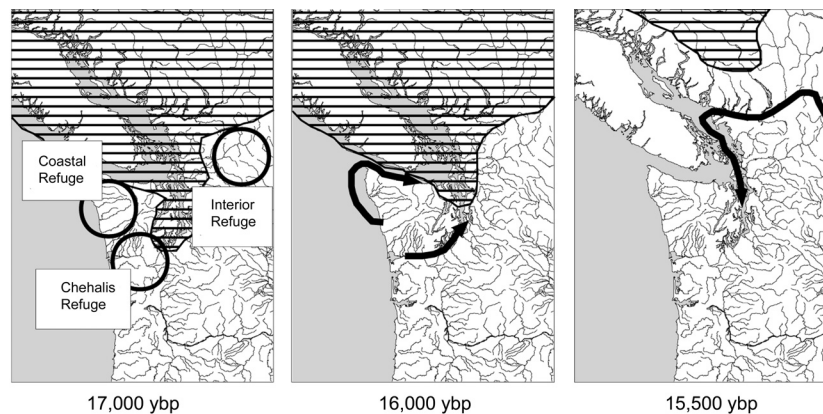 Coastal
Refuge
Interior
Refuge
Chehalis
Refuge
17,000 ybp
16,000 ybp
15,500 ybp